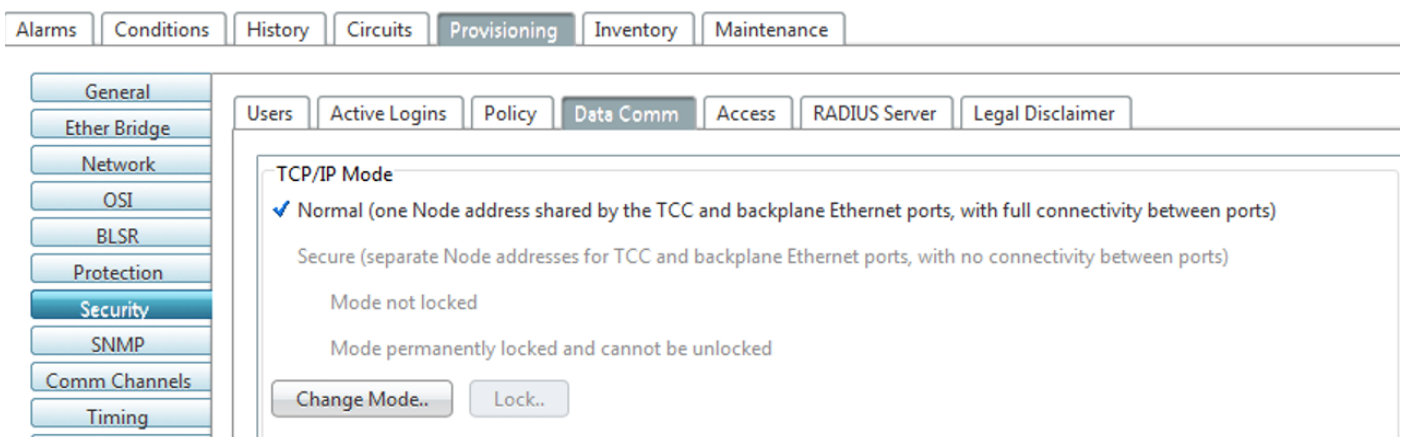 Alarms Conditions History Circuits Provisioning Inventory Maintenance
General
Ether Bridge
Network
OSI
BLSR
Protection
Security
SNMP
Comm Channels
Timing
Users Active Logins Policy Data Comm Access RADIUS Server Legal Disclaimer
TCP/IP Mode
Normal (one Node address shared by the TCC and backplane Ethernet ports, with full connectivity between ports)
Secure (separate Node addresses for TCC and backplane Ethernet ports, with no connectivity between ports)
Mode not locked
Mode permanently locked and cannot be unlocked
Change Mode.. Lock..